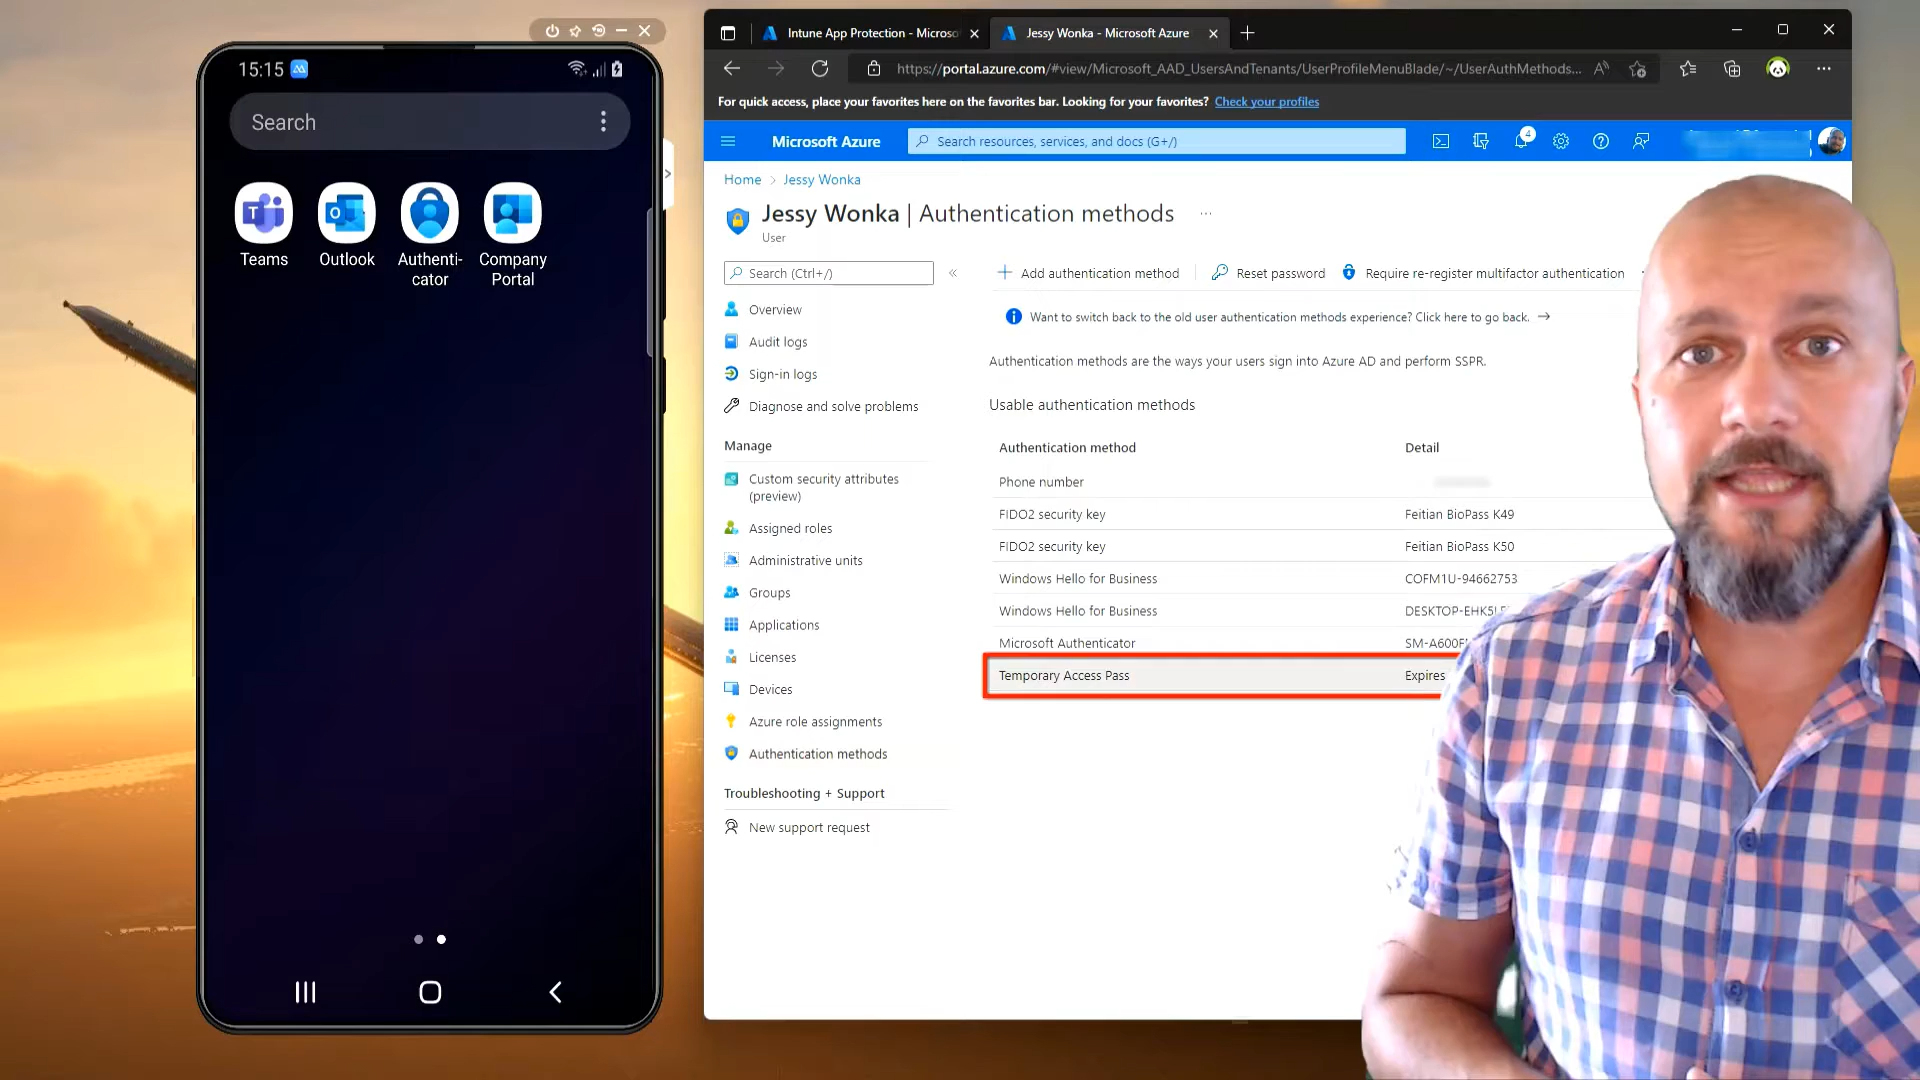 15:15
Search
Teams
Outlook
Authenti-
cator
Company
Portal
Intune App Protection - Microso
Jessy Wonka - Microsoft Azure
https://portal.azure.com/#view/Microsoft_AAD_UsersAndTenants/UserProfileMenuBlade/~/UserAuthMethods...
For quick access, place your favorites here on the favorites bar. Looking for your favorites? Check your profiles
Microsoft Azure
Search resources, services, and docs (G+/)
4
Home > Jessy Wonka
Jessy Wonka | Authentication methods ...
User
Search (Ctrl+/)
«
Add authentication method
Reset password
Require re-register multifactor authentication
Want to switch back to the old user authentication methods experience? Click here to go back. →
Overview
Audit logs
Sign-in logs
Diagnose and solve problems
Manage
Custom security attributes
(preview)
Assigned roles
Administrative units
Groups
Applications
Licenses
Devices
Azure role assignments
Authentication methods
Troubleshooting + Support
New support request
Authentication methods are the ways your users sign into Azure AD and perform SSPR.
Usable authentication methods
Authentication method Detail
Phone number
FIDO2 security key Feitian BioPass K49
FIDO2 security key Feitian BioPass K50
Windows Hello for Business COFM1U-94662753
Windows Hello for Business
Microsoft Authenticator
Temporary Access Pass Expires